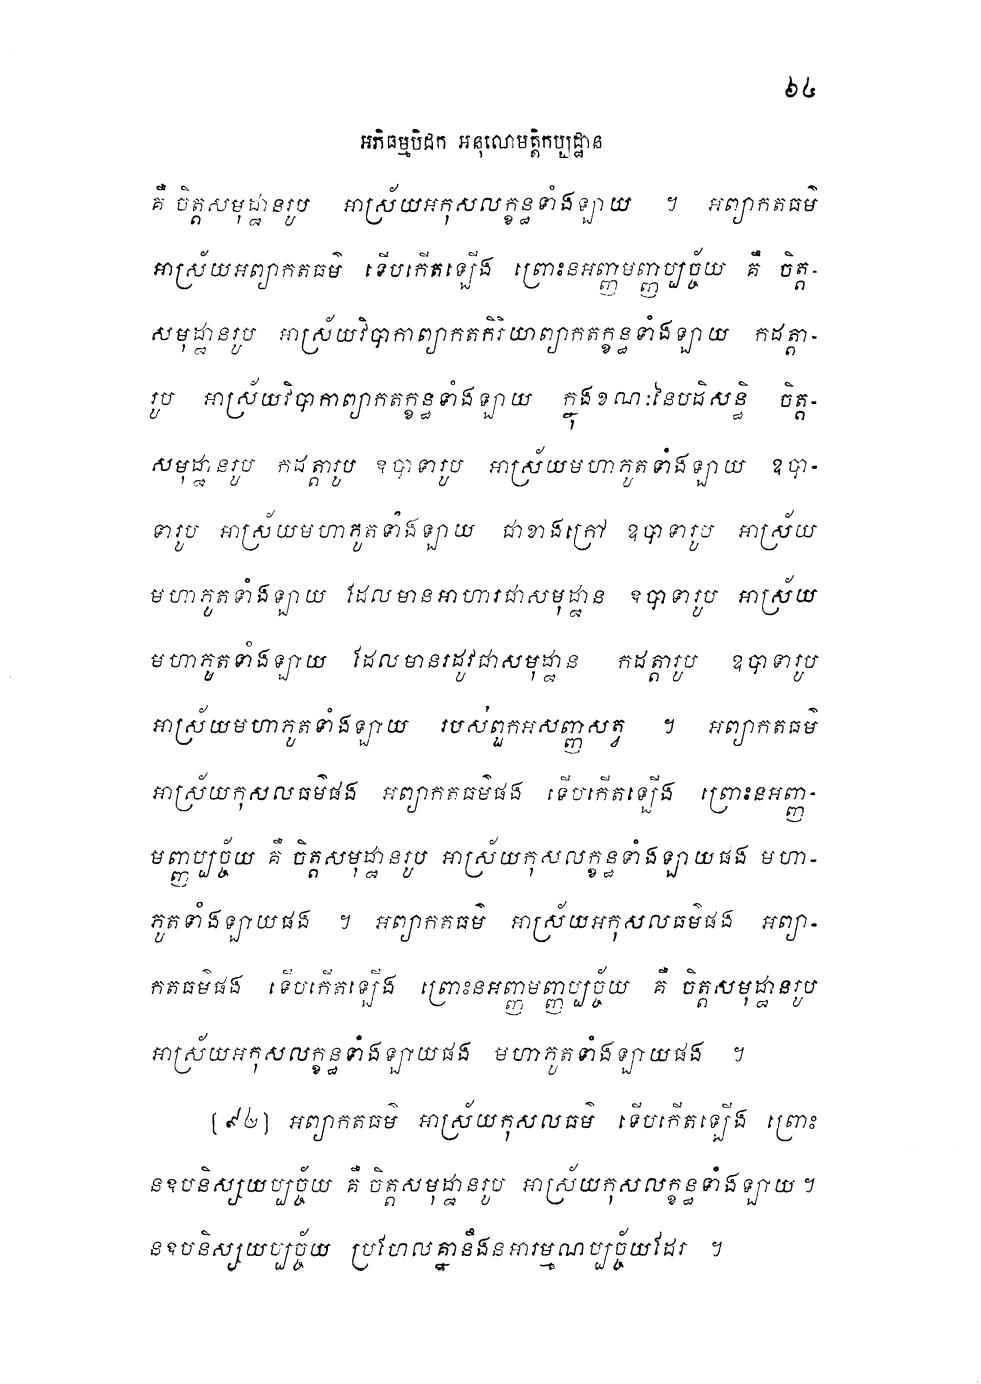 ៦៤
អភិធម្មបិដក អនុលោមត្តិកប្បដ្ឋាន
គឺ ចិត្តសមុដ្ឋានរូប អាស្រ័យអកុសលក្ខន្ធទាំងឡាយ ។ អព្យាកតធម៌
អាស្រ័យអព្យាកតធម៌ ទើបកើតឡើង ព្រោះនអញ្ញមញ្ញប្បច្ច័យ គឺ ចិត្ត-
សមុដ្ឋានរូប អាស្រ័យវិបាកាព្យាកតកិរិយាព្យាកតក្ខន្ធទាំងឡាយ កដត្តា-
រូប អាស្រ័យវិបាកាព្យាកតក្ខន្ធទាំងឡាយ ក្នុងខណៈនៃបដិសន្ធិ ចិត្ត-
សមុដ្ឋានរូប កដត្តារូប ឧបាទារូប អាស្រ័យមហាភូតទាំងឡាយ ឧបា-
ទារូប អាស្រ័យមហាភូតទាំងឡាយ ជាខាងក្រៅ ឧបាទារូប អាស្រ័យ
មហាភូតទាំងឡាយ ដែលមានអាហារជាសមុដ្ឋាន ឧបាទារូប អាស្រ័យ
មហាភូតទាំងឡាយ ដែលមានរដូវជាសមុដ្ឋាន កដត្តារូប ឧបាទារូប
អាស្រ័យមហាភូតទាំងឡាយ របស់ពួកអសញ្ញសត្វ ។ អព្យាកតធម៌
អាស្រ័យកុសលធម៌ផង អព្យាកតធម៌ផង ទើបកើតឡើង ព្រោះនអញ្ញ-
មញ្ញប្បច្ច័យ គឺ ចិត្តសមុដ្ឋានរូប អាស្រ័យកុសលក្ខន្ធទាំងឡាយផង មហា-
ភូតទាំងឡាយផង ។ អព្យាកតធម៌ អាស្រ័យអកុសលធម៌ផង អព្យា-
កតធម៌ផង ទើបកើតឡើង ព្រោះនអញ្ញមញ្ញប្បច្ច័យ គឺ ចិត្តសមុដ្ឋានរូប
អាស្រ័យអកុសលក្ខន្ធទាំងឡាយផង មហាភូតទាំងឡាយផង ។
[៩៤] អព្យាកតធម៌ អាស្រ័យកុសលធម៌ ទើបកើតឡើង ព្រោះ
នឧបនិស្សយប្បច្ច័យ គឺ ចិត្តសមុដ្ឋានរូប អាស្រ័យកុសលក្ខន្ធទាំងឡាយ ។
នឧបនិស្សយប្បច្ច័យ ប្រហែលគ្នានឹងនអារម្មណប្បច្ច័យដែរ ។